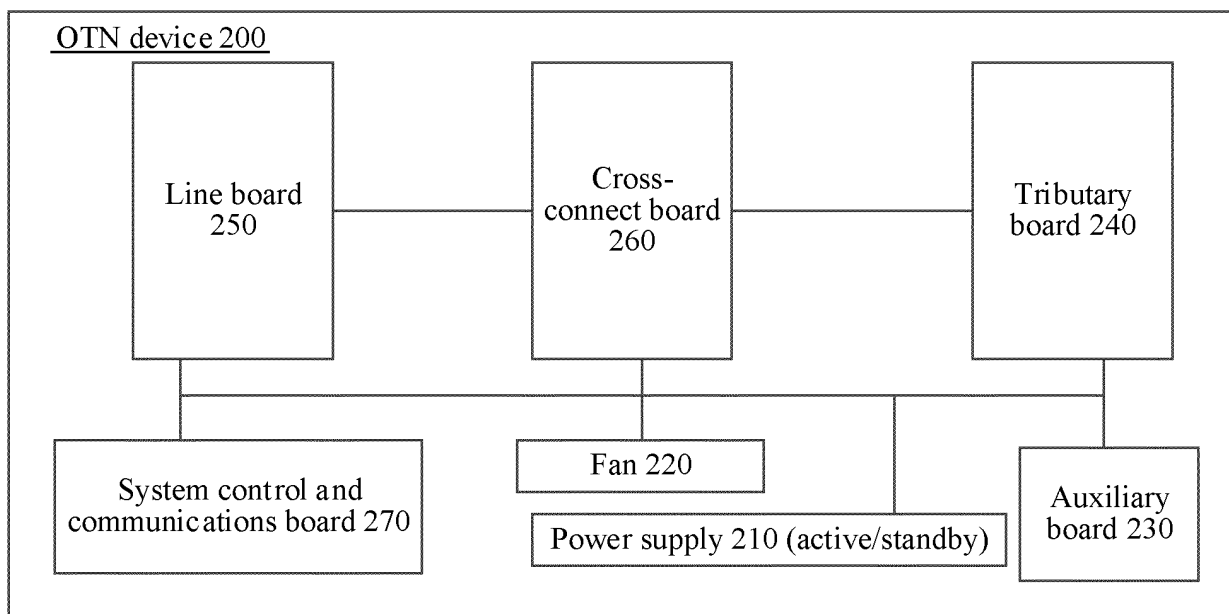 OTN device 200
Line board
250
Cross-
connect board
260
Tributary
board 240
System control and
communications board 270
Fan 220
Power supply 210 (active/standby)
Auxiliary
board 230